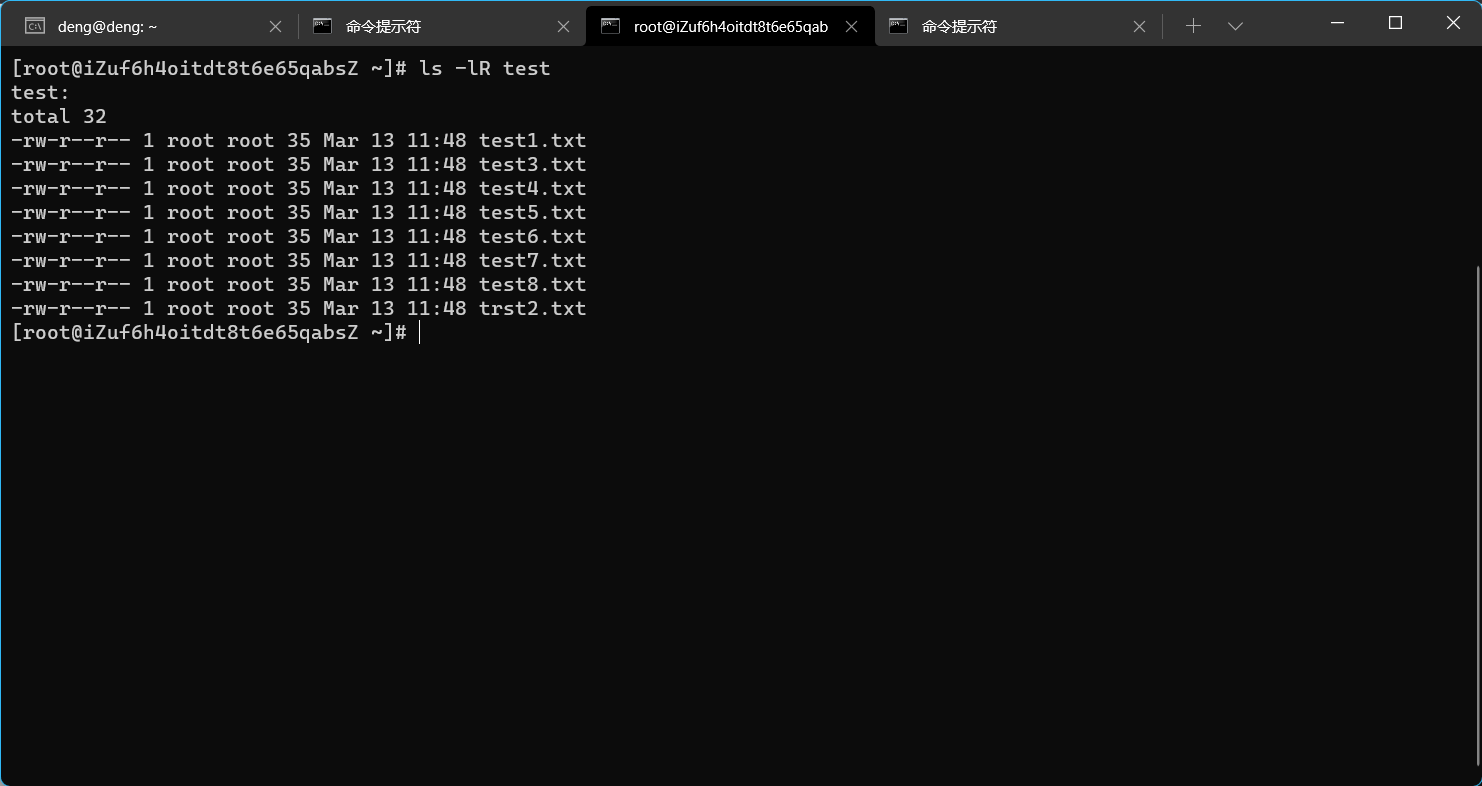 deng@deng: ~
命令提示符
root@iZuf6h4oitdt8t6e65qab
命令提示符
[root@iZuf6h4oitdt8t6e65qabsZ ~]# ls -lR test
test:
total 32
-rw-r--r-- 1 root root 35 Mar 13 11:48 test1.txt
-rw-r--r-- 1 root root 35 Mar 13 11:48 test3.txt
-rw-r--r-- 1 root root 35 Mar 13 11:48 test4.txt
-rw-r--r-- 1 root root 35 Mar 13 11:48 test5.txt
-rw-r--r-- 1 root root 35 Mar 13 11:48 test6.txt
-rw-r--r-- 1 root root 35 Mar 13 11:48 test7.txt
-rw-r--r-- 1 root root 35 Mar 13 11:48 test8.txt
-rw-r--r-- 1 root root 35 Mar 13 11:48 trst2.txt
[root@iZuf6h4oitdt8t6e65qabsZ ~]#